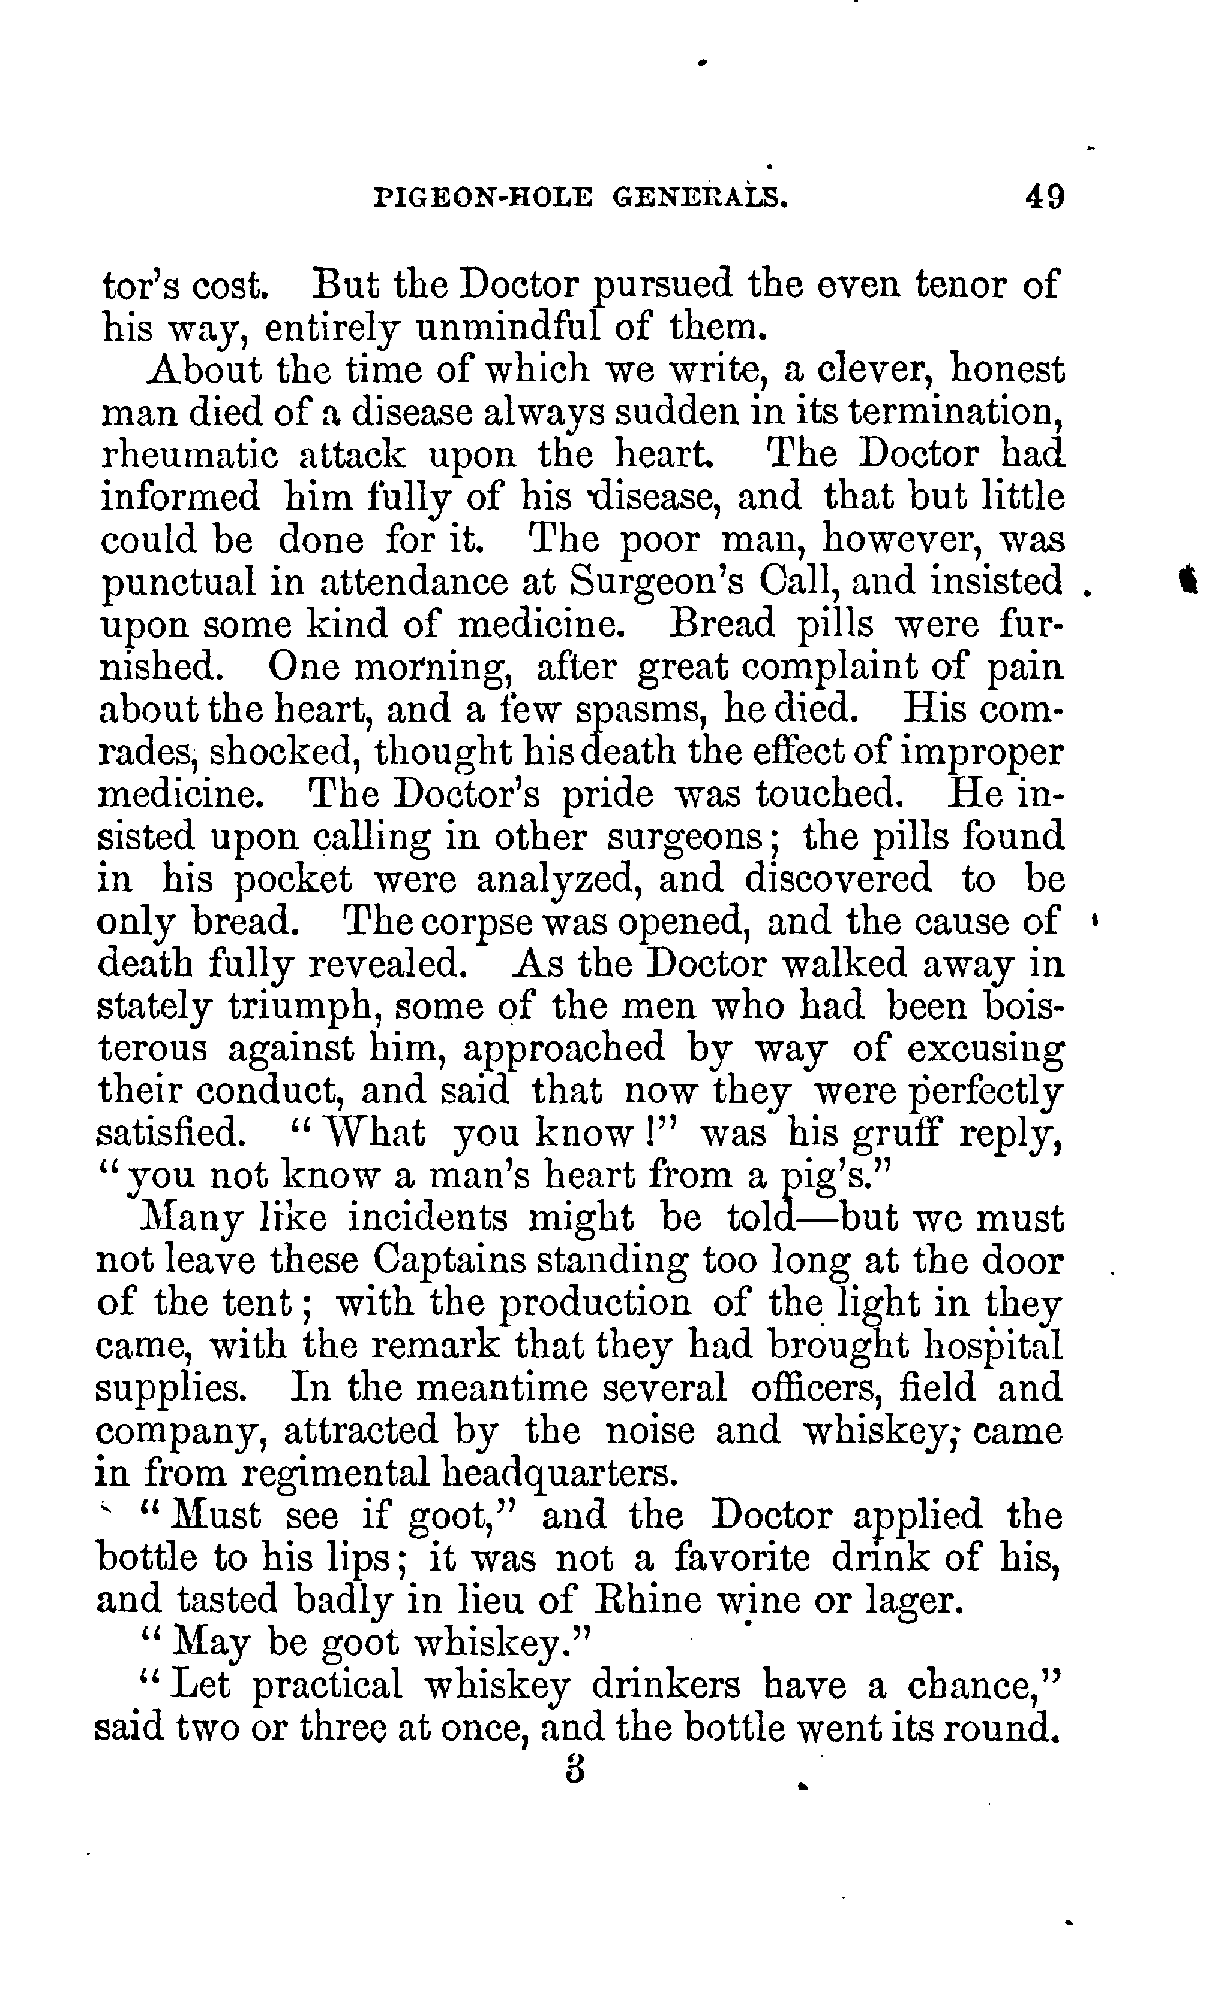 PIGEON-HOLE GENERALS. 49
tor's cost. But the Doctor pursued the even tenor of
his way, entirely unmindful of them.
About the time of which we write, a clever, honest
man died of a disease always sudden in its termination,
rheumatic attack upon the heart. The Doctor had
informed him fully of his disease, and that but little
could be done for it. The poor man, however, was
punctual in attendance at Surgeon's Call, and insisted
upon some kind of medicine. Bread pills were fur-
nished. One morning, after great complaint of pain
about the heart, and a few spasms, he died. His com-
rades, shocked, thought his death the effect of improper
medicine. The Doctor's pride was touched. He in-
sisted upon calling in other surgeons; the pills found
in his pocket were analyzed, and discovered to be
only bread. The corpse was opened, and the cause of
death fully revealed. As the Doctor walked away in
stately triumph, some of the men who had been bois-
terous against him, approached by way of excusing
their conduct, and said that now they were perfectly
satisfied. "What you know!" was his gruff reply,
"you not know a man's heart from a pig's."
Many like incidents might be told—but we must
not leave these Captains standing too long at the door
of the tent; with the production of the light in they
came, with the remark that they had brought hospital
supplies. In the meantime several officers, field and
company, attracted by the noise and whiskey, came
in from regimental headquarters.
"Must see if goot," and the Doctor applied the
bottle to his lips; it was not a favorite drink of his,
and tasted badly in lieu of Rhine wine or lager.
"May be goot whiskey."
"Let practical whiskey drinkers have a chance,"
said two or three at once, and the bottle went its round.
3